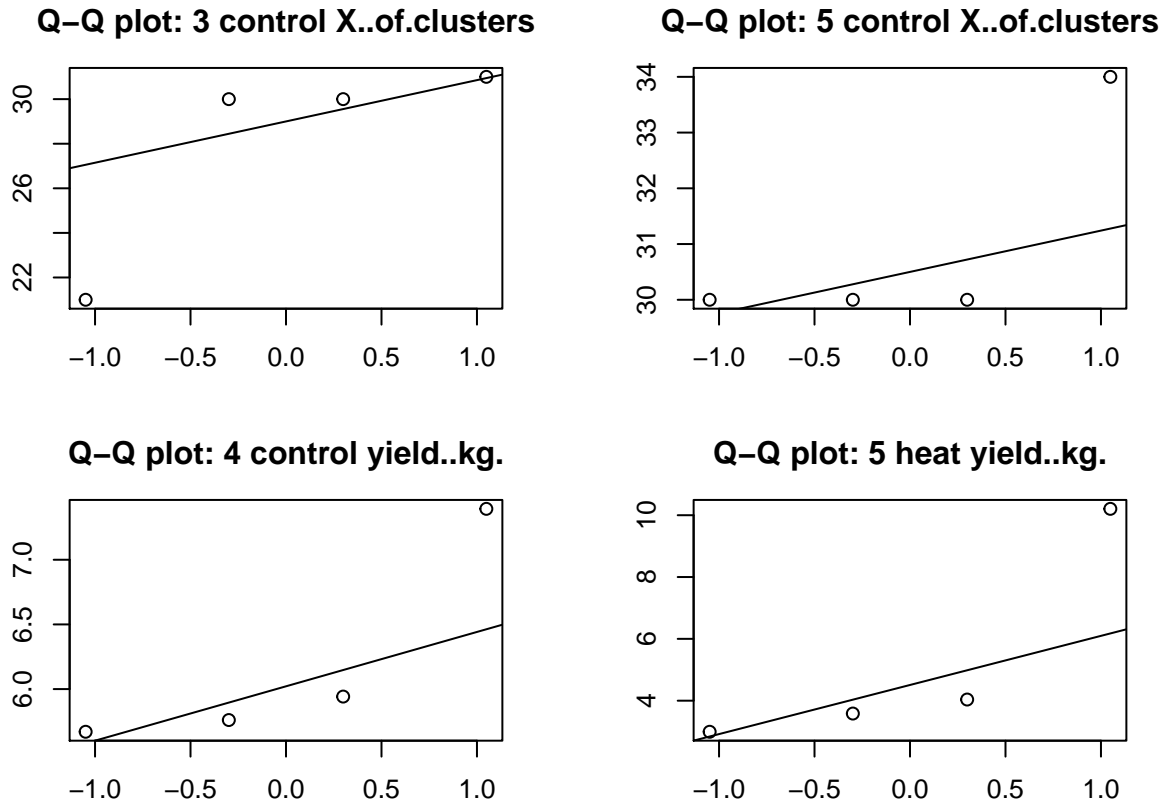 Q−Q plot: 3 control X..of.clusters
30
26
22
−1.0 −0.5 0.0 0.5 1.0
Q−Q plot: 5 control X..of.clusters
34
33
32
31
30
−1.0 −0.5 0.0 0.5 1.0
Q−Q plot: 4 control yield..kg.
7.0
6.5
6.0
−1.0 −0.5 0.0 0.5 1.0
Q−Q plot: 5 heat yield..kg.
10
8
6
4
−1.0 −0.5 0.0 0.5 1.0